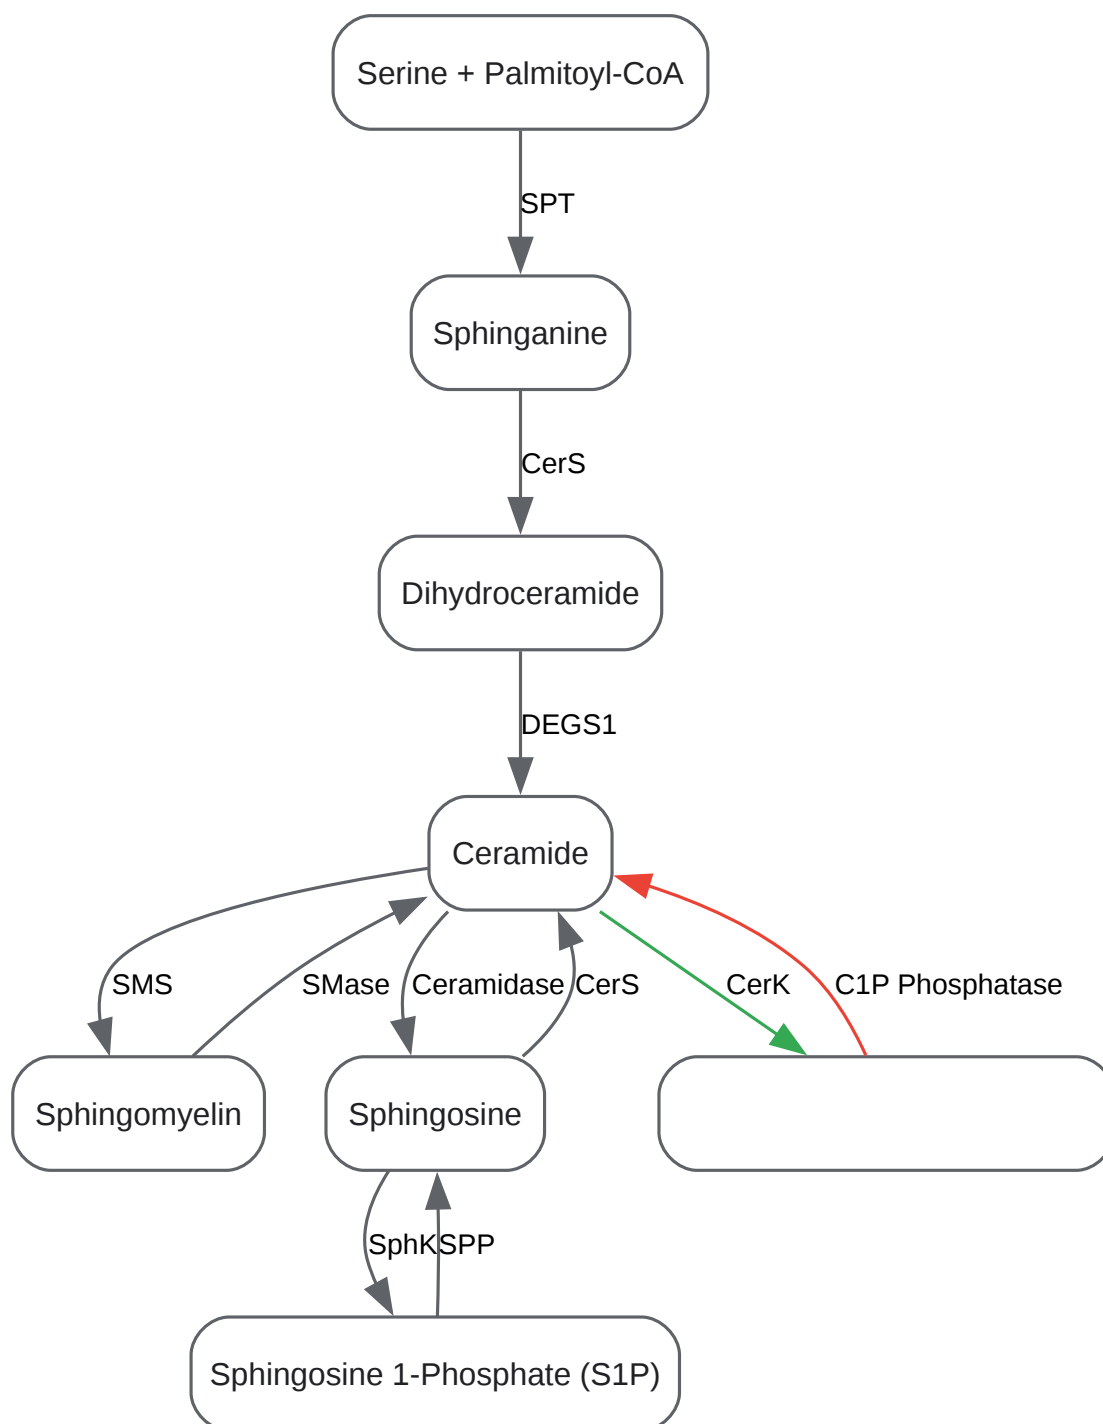 Serine + Palmitoyl-CoA
SPT
Sphinganine
CerS
Dihydroceramide
DEGS1
Ceramide
SMS
SMase
Ceramidase
CerS
CerK
C1P Phosphatase
Sphingomyelin
Sphingosine
SphK
SPP
Sphingosine 1-Phosphate (S1P)